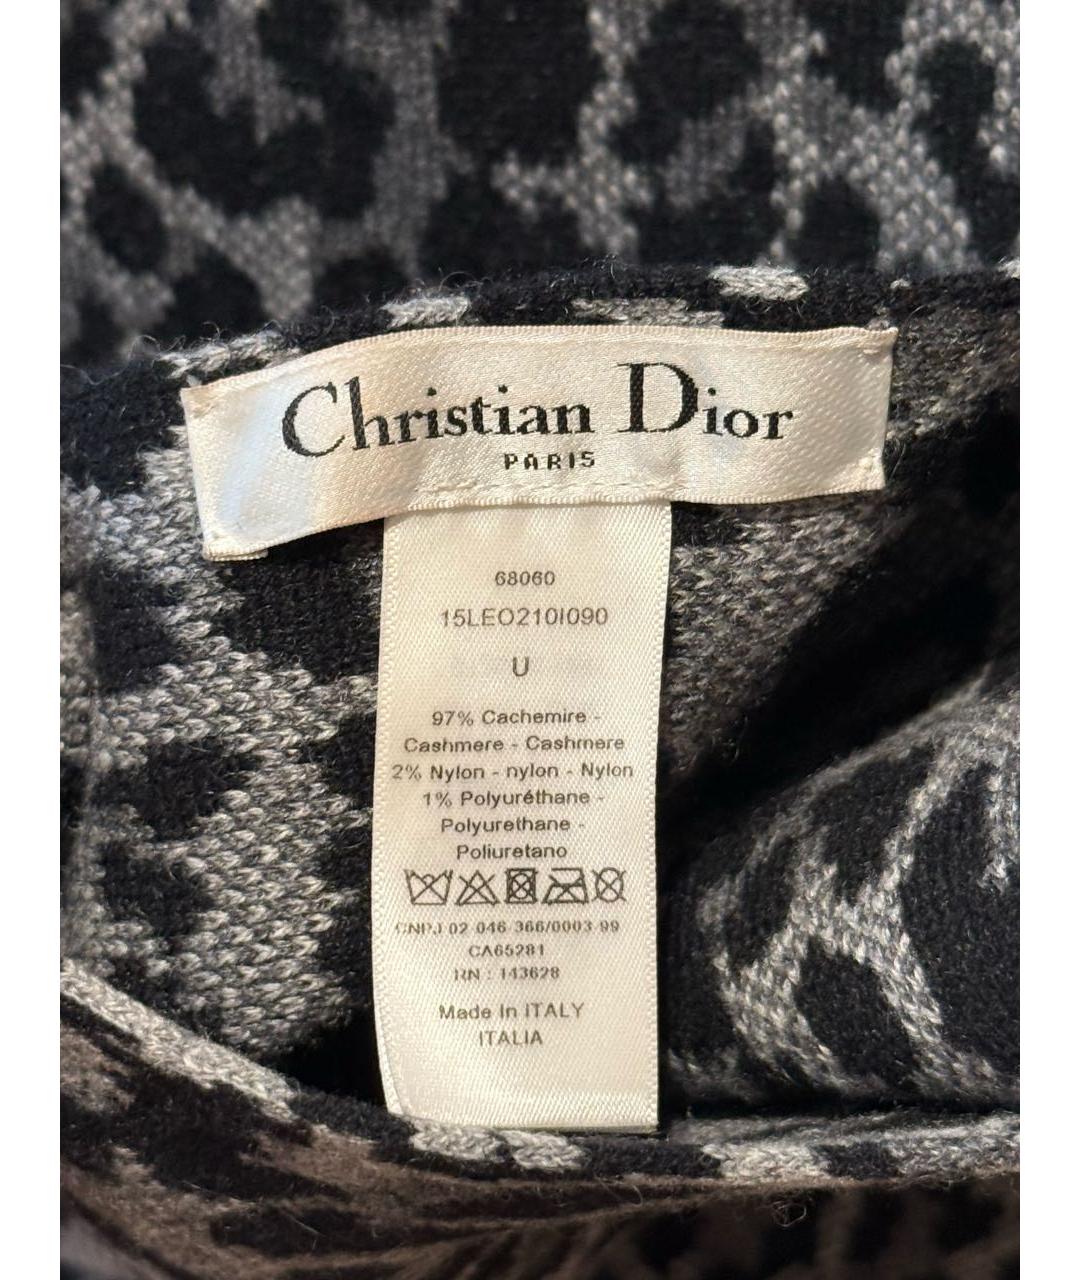 Christian Dior
PARIS
68060
15LEO210I090
U
97% Cachemire -
Cashmere - Cashmere
2% Nylon - nylon - Nylon
1% Polyuréthane -
Polyurethane -
Poliuretano
CNPJ 02 046 366/0003 99
CA65281
RN : 143628
Made In ITALY
ITALIA